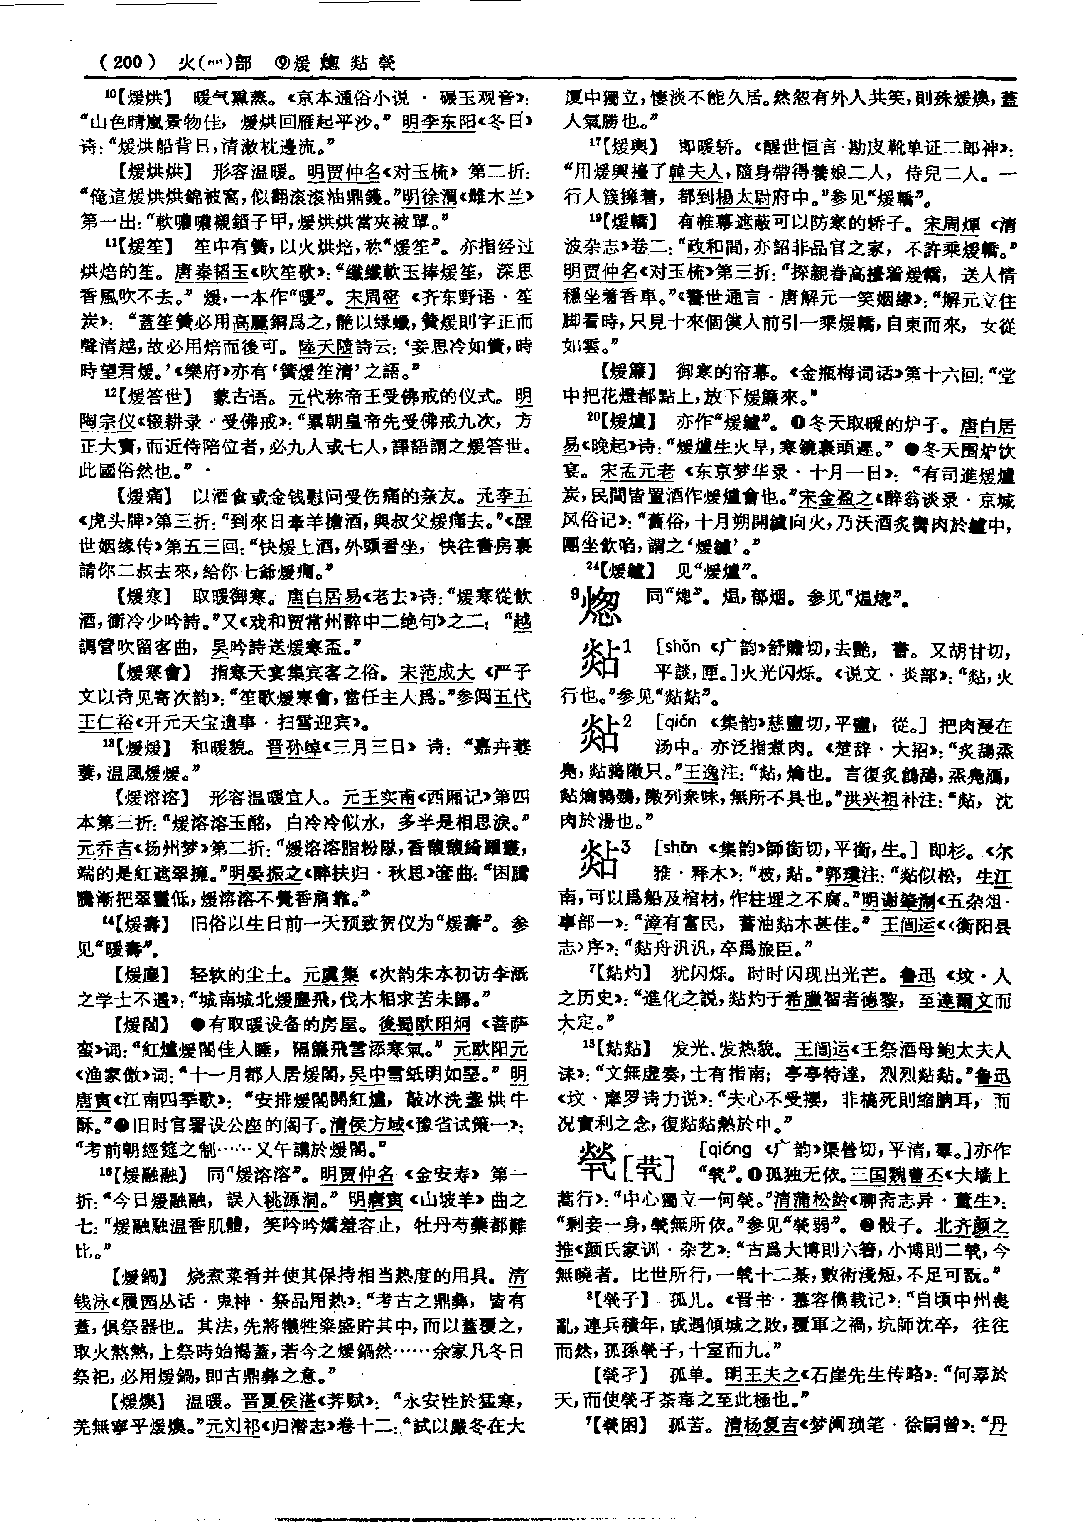 （200） 火(灬)部 ⑨煖 熜 㷔 煢
¹⁰【煖烘】 暖气熏蒸。《京本通俗小说·碾玉观音》：
“山色晴嵐景物佳，煖烘回雁起平沙。”明李东阳《冬日》
诗：“煖烘船背日，清漱枕邊流。”
【煖烘烘】 形容温暖。明贾仲名《对玉梳》第二折：
“俺這煖烘烘錦被窩，似翻滚滚油鼎鑊。”明徐渭《雌木兰》
第一出：“軟囔囔襯鎖子甲，煖烘烘當夾被單。”
¹¹【煖笙】 笙中有簧，以火烘焙，称“煖笙”。亦指经过
烘焙的笙。唐秦韬玉《吹笙歌》：“纖纖軟玉捧煖笙，深思
香風吹不去。”煖，一本作“暖”。宋周密《齐东野语·笙
炭》：“蓋笙簧必用高麗銅爲之，艶以緑蠟，簧煖則字正而
聲清越，故必用焙而後可。陸天隨詩云：‘妾思冷如簧，時
時望君煖。’《樂府》亦有‘簧煖笙清’之語。”
¹²【煖答世】 蒙古语。元代称帝王受佛戒的仪式。明
陶宗仪《辍耕录·受佛戒》：“累朝皇帝先受佛戒九次，方
正大寶，而近侍陪位者，必九人或七人，譯語謂之煖答世。
此國俗然也。”
【煖痛】 以酒食或金钱慰问受伤痛的亲友。元李五
《虎头牌》第三折：“到來日牽羊擔酒，與叔父煖痛去。”《醒
世姻缘传》第五三回：“快煖上酒，外頭看坐，快往書房裏
請你二叔去來，給你七爺煖痛。”
【煖寒】 取暖御寒。唐白居易《老去》诗：“煖寒從飲
酒，衝冷少吟詩。”又《戏和贾常州醉中二绝句》之二：“越
調管吹留客曲，吴吟詩送煖寒盃。”
【煖寒會】 指寒天宴集宾客之俗。宋范成大《严子
文以诗见寄次韵》：“笙歌煖寒會，當任主人爲。”参阅五代
王仁裕《开元天宝遗事·扫雪迎宾》。
¹³【煖煖】 和暖貌。晋孙绰《三月三日》诗：“嘉卉萋
萋，温風煖煖。”
【煖溶溶】 形容温暖宜人。元王实甫《西厢记》第四
本第三折：“煖溶溶玉醅，白泠泠似水，多半是相思淚。”
元乔吉《扬州梦》第二折：“煖溶溶脂粉隊，香馥馥綺羅叢，
端的是紅遮翠擁。”明晏振之《醉扶归·秋思》套曲：“困騰
騰漸把翠鬟低，煖溶溶不覺香肩靠。”
¹⁴【煖壽】 旧俗以生日前一天预致贺仪为“煖壽”。参
见“暖壽”。
【煖塵】 轻软的尘土。元虞集《次韵朱本初访李溉
之学士不遇》：“城南城北煖塵飛，伐木相求苦未歸。”
【煖閣】 ❶有取暖设备的房屋。後蜀欧阳炯《菩萨
蛮》词：“紅爐煖閣佳人睡，隔簾飛雪添寒氣。”元欧阳元
《渔家傲》词：“十一月都人居煖閣，吴中雪纸明如堊。”明
唐寅《江南四季歌》：“安排煖閣開紅爐，敲冰洗盞烘牛
酥。”❷旧时官署设公座的阁子。清侯方域《豫省试策一》：
“考前朝經筵之制……又午講於煖閣。”
¹⁶【煖融融】 同“煖溶溶”。明贾仲名《金安寿》第一
折：“今日煖融融，誤入桃源洞。”明唐寅《山坡羊》曲之
七：“煖融融温香肌體，笑吟吟嬌羞容止，牡丹芍藥都難
比。”
【煖鍋】 烧煮菜肴并使其保持相当热度的用具。清
钱泳《履园丛话·鬼神·祭品用热》：“考古之鼎彝，皆有
蓋，俱祭器也。其法，先將犧牲粢盛貯其中，而以蓋覆之，
取火熬熱，上祭時始揭蓋，若今之煖鍋然……余家凡冬日
祭祀，必用煖鍋，即古鼎彝之意。”
【煖燠】 温暖。晋夏侯湛《荠赋》：“永安性於猛寒，
羌無寧乎煖燠。”元刘祁《归潜志》卷十二：“試以嚴冬在大
厦中獨立，悽淡不能久居。然忽有外人共笑，則殊煖燠，蓋
人氣勝也。”
¹⁷【煖輿】 即暖轿。《醒世恒言·勘皮靴单证二郎神》：
“用煖輿擡了韓夫人，隨身帶得養娘二人，侍兒二人。一
行人簇擁着，都到楊太尉府中。”参见“煖轎”。
¹⁹【煖轎】 有帷幕遮蔽可以防寒的轿子。宋周煇《清
波杂志》卷二：“政和間，亦詔非品官之家，不許乘煖轎。”
明贾仲名《对玉梳》第三折：“探親眷高擡着煖轎，送人情
穩坐着香車。”《警世通言·唐解元一笑姻缘》：“解元立住
脚看時，只見十來個僕人前引一乘煖轎，自東而來，女從
如雲。”
【煖簾】 御寒的帘幕。《金瓶梅词话》第十六回：“堂
中把花燈都點上，放下煖簾來。”
²⁰【煖爐】 亦作“煖鑪”。❶冬天取暖的炉子。唐白居
易《晚起》诗：“煖爐生火早，寒鏡裹頭遲。”❷冬天围炉饮
宴。宋孟元老《东京梦华录·十月一日》：“有司進煖爐
炭，民間皆置酒作煖爐會也。”宋金盈之《醉翁谈录·京城
风俗记》：“舊俗，十月朔開鑪向火，乃沃酒炙臠肉於鑪中，
團坐飲啗，謂之‘煖鑪’。”
²⁴【煖鑪】 见“煖爐”。
⁹熜 同“熜”。煴，郁烟。参见“煴熜”。
㷔¹ ［shǎn《广韵》舒贍切，去艶，書。又胡甘切，
平談，匣。］火光闪烁。《说文·炎部》：“㷔，火
行也。”参见“㷔㷔”。
㷔² ［qián《集韵》慈鹽切，平鹽，從。］把肉浸在
汤中。亦泛指煮肉。《楚辞·大招》：“炙鴰烝
鳧，㷔鶉敶只。”王逸注：“㷔，爚也。言復炙鶬鴰，烝鳧鴈，
㷔爚鶉鷃，敶列衆味，無所不具也。”洪兴祖补注：“㷔，沈
肉於湯也。”
㷔³ ［shān《集韵》師銜切，平銜，生。］即杉。《尔
雅·释木》：“柀，㷔。”郭璞注：“㷔似松，生江
南，可以爲船及棺材，作柱埋之不腐。”明谢肇淛《五杂俎·
事部一》：“漳有富民，蓄油㷔木甚佳。”王闿运《〈衡阳县
志〉序》：“㷔舟汎汎，卒爲旅臣。”
⁷【㷔灼】 犹闪烁。时时闪现出光芒。鲁迅《坟·人
之历史》：“進化之説，㷔灼于希臘智者德黎，至達爾文而
大定。”
¹³【㷔㷔】 发光、发热貌。王闿运《王祭酒母鲍太夫人
诔》：“文無虚奏，士有指南；亭亭特達，烈烈㷔㷔。”鲁迅
《坟·摩罗诗力说》：“夫心不受攖，非槁死則縮朒耳，而
况實利之念，復㷔㷔熱於中。”
煢［茕］ ［qióng《广韵》渠營切，平清，羣。］亦作
“㷀”。❶孤独无依。三国魏曹丕《大墙上
蒿行》：“中心獨立一何煢。”清蒲松龄《聊斋志异·董生》：
“剩妾一身，煢無所依。”参见“煢弱”。❷骰子。北齐颜之
推《颜氏家训·杂艺》：“古爲大博則六箸，小博則二煢，今
無曉者。比世所行，一煢十二棊，數術淺短，不足可翫。”
³【煢子】 孤儿。《晋书·慕容儁载记》：“自頃中州喪
亂，連兵積年，或遇傾城之敗，覆軍之禍，坑師沈卒，往往
而然，孤孫煢子，十室而九。”
【煢孑】 孤单。明王夫之《石崖先生传略》：“何辜於
天，而使煢孑荼毒之至此極也。”
⁷【煢困】 孤苦。清杨复吉《梦阑琐笔·徐嗣曾》：“丹